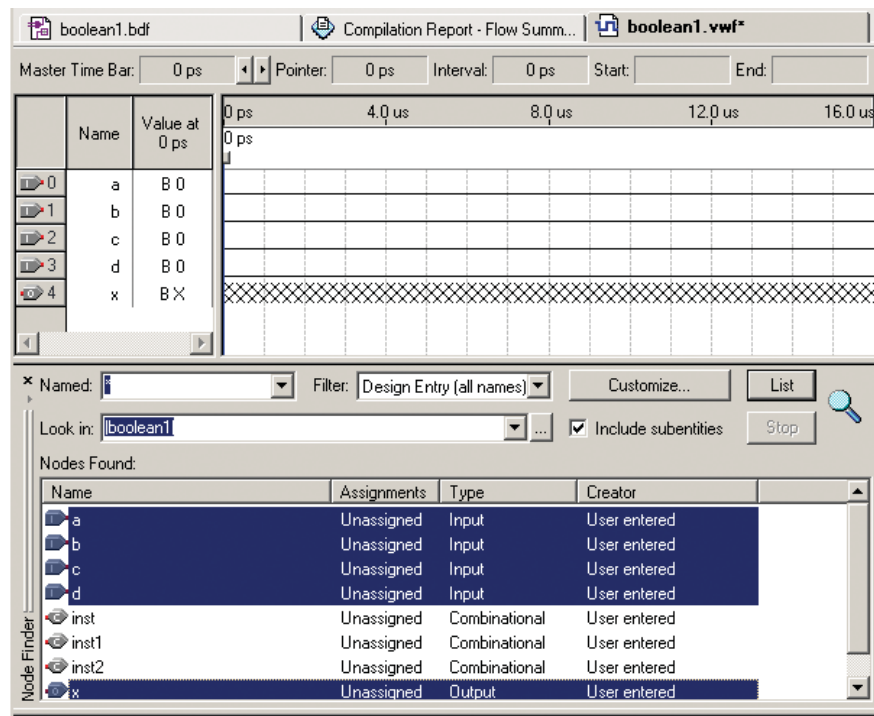 boolean1.bdf Compilation Report - Flow Summ... boolean1.vwf*
Master Time Bar: 0 ps Pointer: 0 ps Interval: 0 ps Start: End:
Name Value at 0 ps 0 ps 4.0 us 8.0 us 12.0 us 16.0 us
0 ps
0 a B 0
1 b B 0
2 c B 0
3 d B 0
4 x B X
Named: * Filter: Design Entry (all names) Customize... List
Look in: |boolean1| ... Include subentities Stop
Nodes Found:
Name Assignments Type Creator
a Unassigned Input User entered
b Unassigned Input User entered
c Unassigned Input User entered
d Unassigned Input User entered
inst Unassigned Combinational User entered
inst1 Unassigned Combinational User entered
inst2 Unassigned Combinational User entered
x Unassigned Output User entered
Node Finder